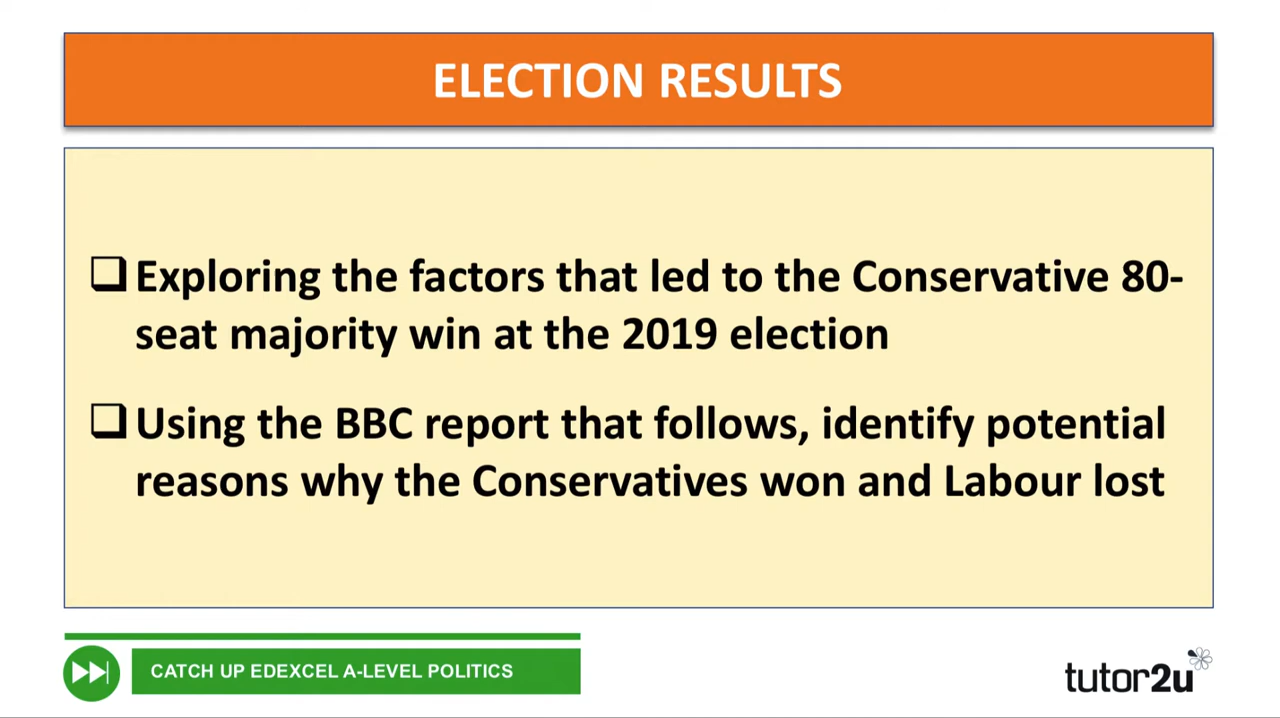 ELECTION RESULTS
Exploring the factors that led to the Conservative 80-
seat majority win at the 2019 election
Using the BBC report that follows, identify potential
reasons why the Conservatives won and Labour lost
CATCH UP EDEXCEL A-LEVEL POLITICS
tutor2u